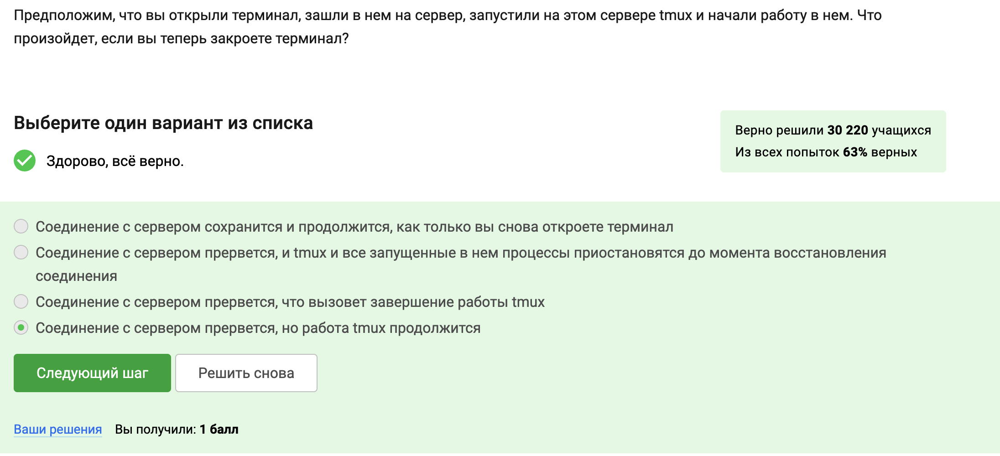 Предположим, что вы открыли терминал, зашли в нем на сервер, запустили на этом сервере tmux и начали работу в нем. Что
произойдет, если вы теперь закроете терминал?
Выберите один вариант из списка
Здорово, всё верно.
Верно решили 30 220 учащихся
Из всех попыток 63% верных
Соединение с сервером сохранится и продолжится, как только вы снова откроете терминал
Соединение с сервером прервется, и tmux и все запущенные в нем процессы приостановятся до момента восстановления
соединения
Соединение с сервером прервется, что вызовет завершение работы tmux
Соединение с сервером прервется, но работа tmux продолжится
Следующий шаг
Решить снова
Ваши решения Вы получили: 1 балл